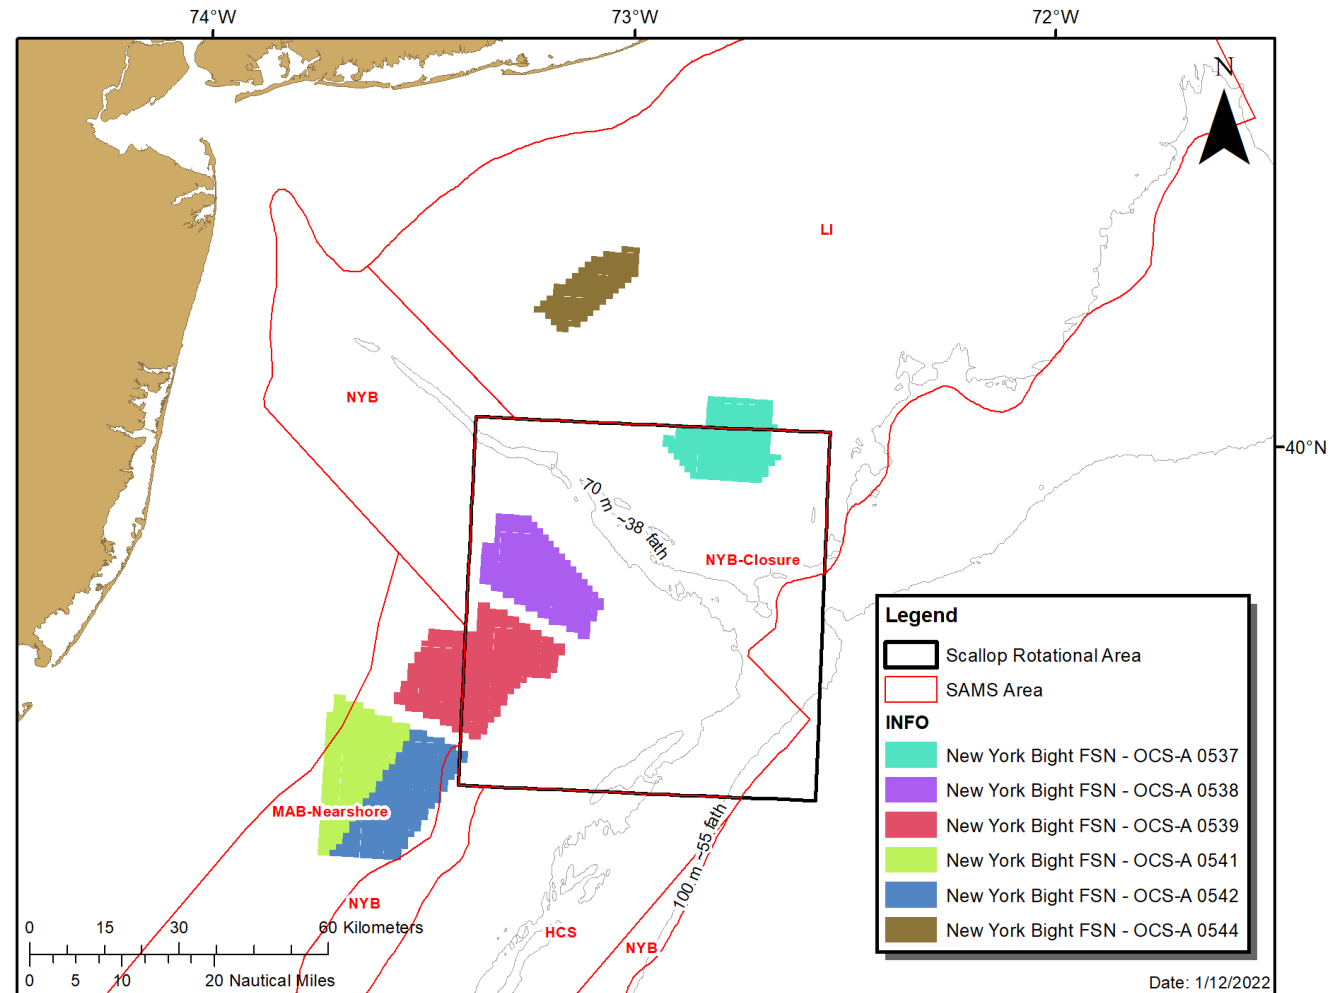 74°W
73°W
72°W
N
LI
NYB
40°N
70 m ~38 fath
NYB-Closure
Legend
Scallop Rotational Area
SAMS Area
INFO
New York Bight FSN - OCS-A 0537
New York Bight FSN - OCS-A 0538
New York Bight FSN - OCS-A 0539
New York Bight FSN - OCS-A 0541
New York Bight FSN - OCS-A 0542
New York Bight FSN - OCS-A 0544
MAB-Nearshore
100 m ~55 fath
NYB
HCS
NYB
0 15 30 60 Kilometers
0 5 10 20 Nautical Miles
Date: 1/12/2022